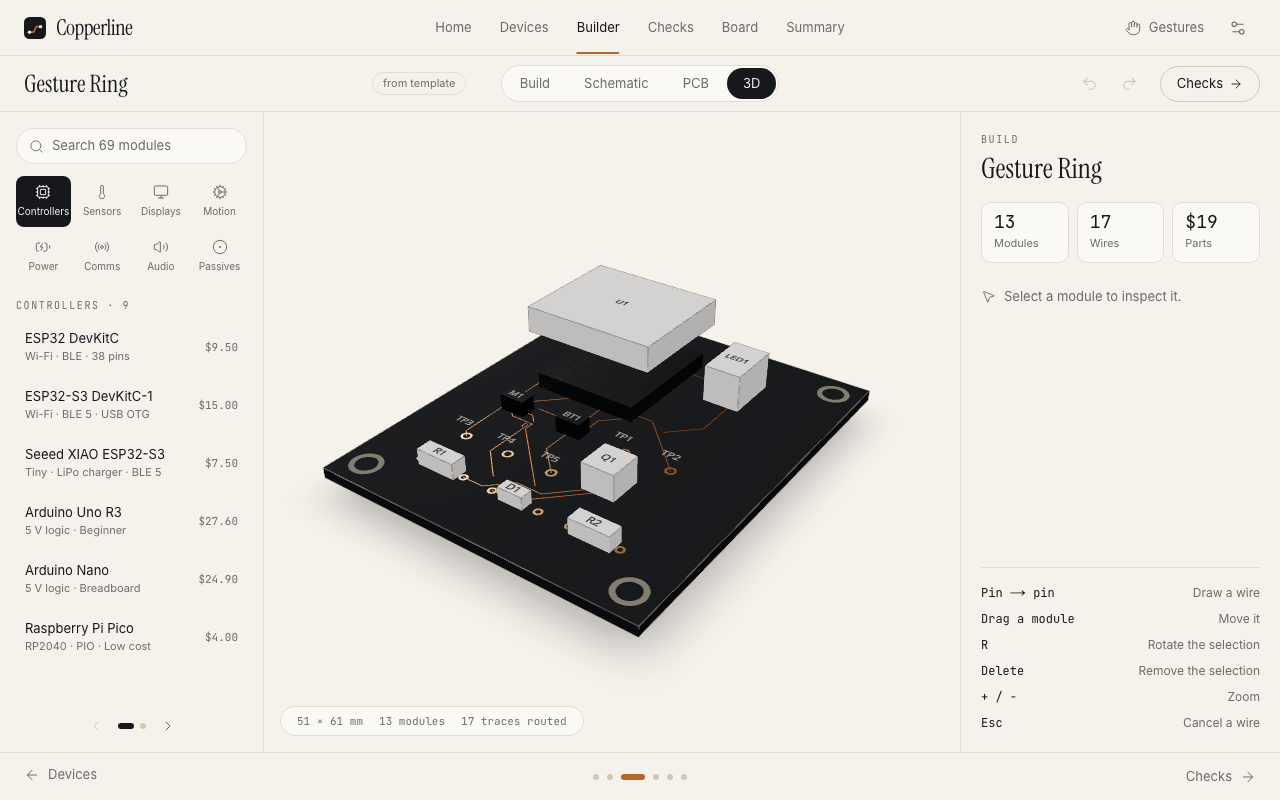 Copperline
Home
Devices
Builder
Checks
Board
Summary
Gestures
Gesture Ring
from template
Build
Schematic
PCB
3D
Checks
Search 69 modules
Controllers
Sensors
Displays
Motion
Power
Comms
Audio
Passives
CONTROLLERS · 9
ESP32 DevKitC
Wi-Fi · BLE · 38 pins
$9.50
ESP32-S3 DevKitC-1
Wi-Fi · BLE 5 · USB OTG
$15.00
Seeed XIAO ESP32-S3
Tiny · LiPo charger · BLE 5
$7.50
Arduino Uno R3
5 V logic · Beginner
$27.60
Arduino Nano
5 V logic · Breadboard
$24.90
Raspberry Pi Pico
RP2040 · PIO · Low cost
$4.00
U1
LED1
M1
BT1
TP3
TP4
TP1
TP2
TP5
R1
Q1
D1
R2
51 × 61 mm
13 modules
17 traces routed
BUILD
Gesture Ring
13
Modules
17
Wires
$19
Parts
Select a module to inspect it.
Pin → pin
Draw a wire
Drag a module
Move it
R
Rotate the selection
Delete
Remove the selection
+ / -
Zoom
Esc
Cancel a wire
Devices
Checks